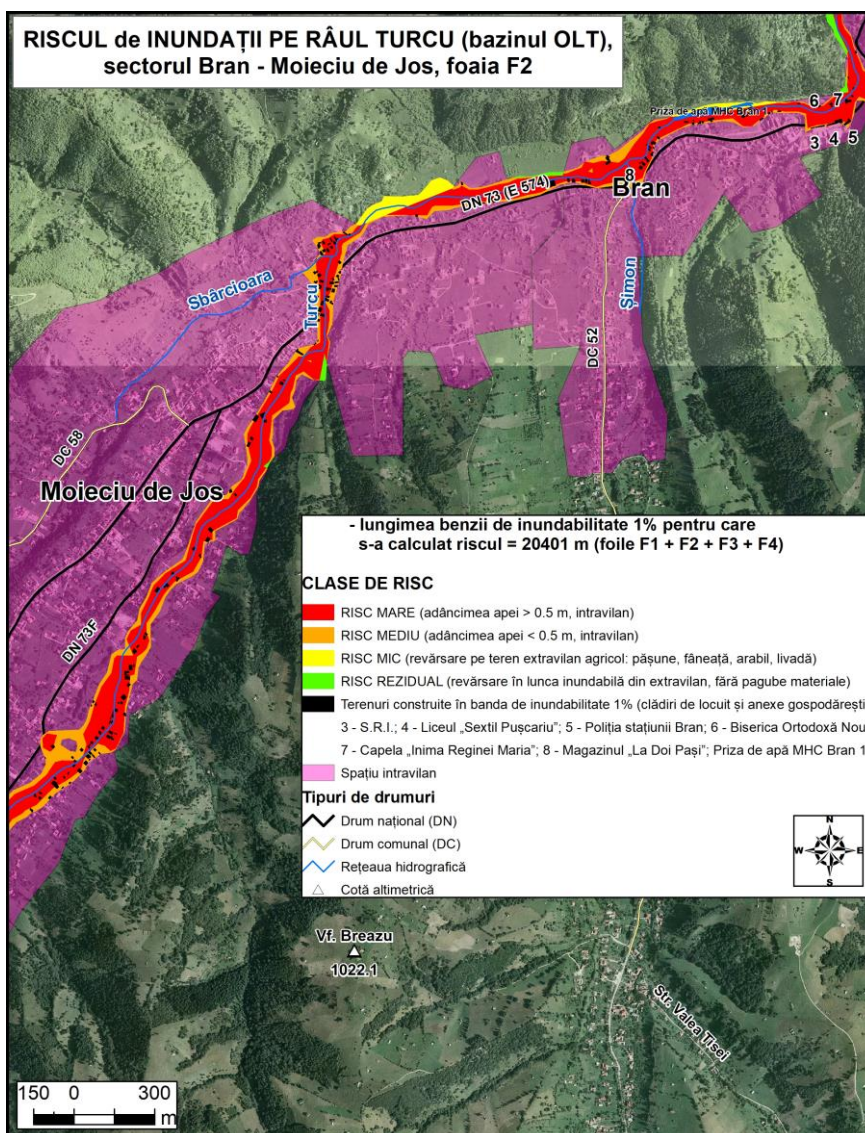 RISCUL de INUNDAȚII PE RÂUL TURCU (bazinul OLT),
sectorul Bran - Moieciu de Jos, foaia F2
6 7
Priza de apă MHC Bran 1
3 4 5
8
Bran
DN 73 (E 574)
Sbârcioara
Turcu
Șimon
DC 52
DC 58
Moieciu de Jos
DN 73F
- lungimea benzii de inundabilitate 1% pentru care
s-a calculat riscul = 20401 m (foile F1 + F2 + F3 + F4)
CLASE DE RISC
RISC MARE (adâncimea apei > 0.5 m, intravilan)
RISC MEDIU (adâncimea apei < 0.5 m, intravilan)
RISC MIC (revărsare pe teren extravilan agricol: pășune, fâneață, arabil, livadă)
RISC REZIDUAL (revărsare în lunca inundabilă din extravilan, fără pagube materiale)
Terenuri construite în banda de inundabilitate 1% (clădiri de locuit și anexe gospodărești
3 - S.R.I.; 4 - Liceul „Sextil Pușcariu”; 5 - Poliția stațiunii Bran; 6 - Biserica Ortodoxă Nou
7 - Capela „Inima Reginei Maria”; 8 - Magazinul „La Doi Pași”; Priza de apă MHC Bran 1
Spațiu intravilan
Tipuri de drumuri
Drum național (DN)
Drum comunal (DC)
Rețeaua hidrografică
Cotă altimetrică
N
W E
S
Vf. Breazu
1022.1
Str. Valea Tisei
150 0 300
m